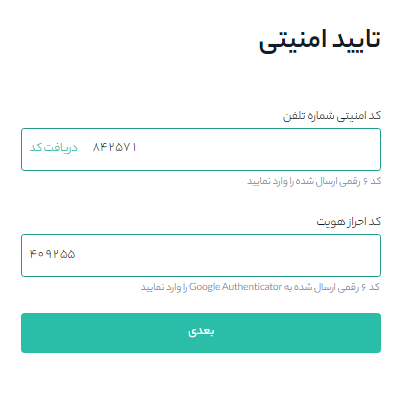 تایید امنیتی
کد امنیتی شماره تلفن
۸۴۲۵۷۱ دریافت کد
کد ۶ رقمی ارسال شده را وارد نمایید
کد احراز هویت
۴۰۹۲۵۵
کد ۶ رقمی ارسال شده به Google Authenticator را وارد نمایید
بعدی